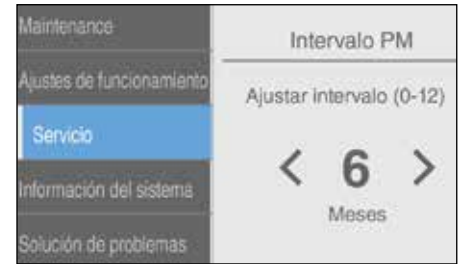 Maintenance
Ajustes de funcionamiento
Servicio
Información del sistema
Solución de problemas
Intervalo PM
Ajustar intervalo (0-12)
< 6 >
Meses